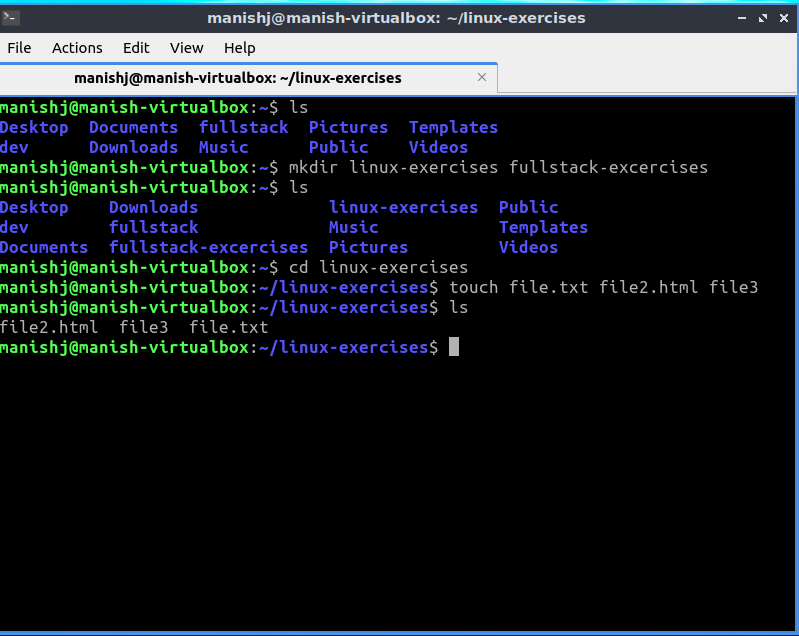 manishj@manish-virtualbox: ~/linux-exercises
File Actions Edit View Help
manishj@manish-virtualbox: ~/linux-exercises
manishj@manish-virtualbox:~$ ls
Desktop Documents fullstack Pictures Templates
dev Downloads Music Public Videos
manishj@manish-virtualbox:~$ mkdir linux-exercises fullstack-excercises
manishj@manish-virtualbox:~$ ls
Desktop Downloads linux-exercises Public
dev fullstack Music Templates
Documents fullstack-excercises Pictures Videos
manishj@manish-virtualbox:~$ cd linux-exercises
manishj@manish-virtualbox:~/linux-exercises$ touch file.txt file2.html file3
manishj@manish-virtualbox:~/linux-exercises$ ls
file2.html file3 file.txt
manishj@manish-virtualbox:~/linux-exercises$